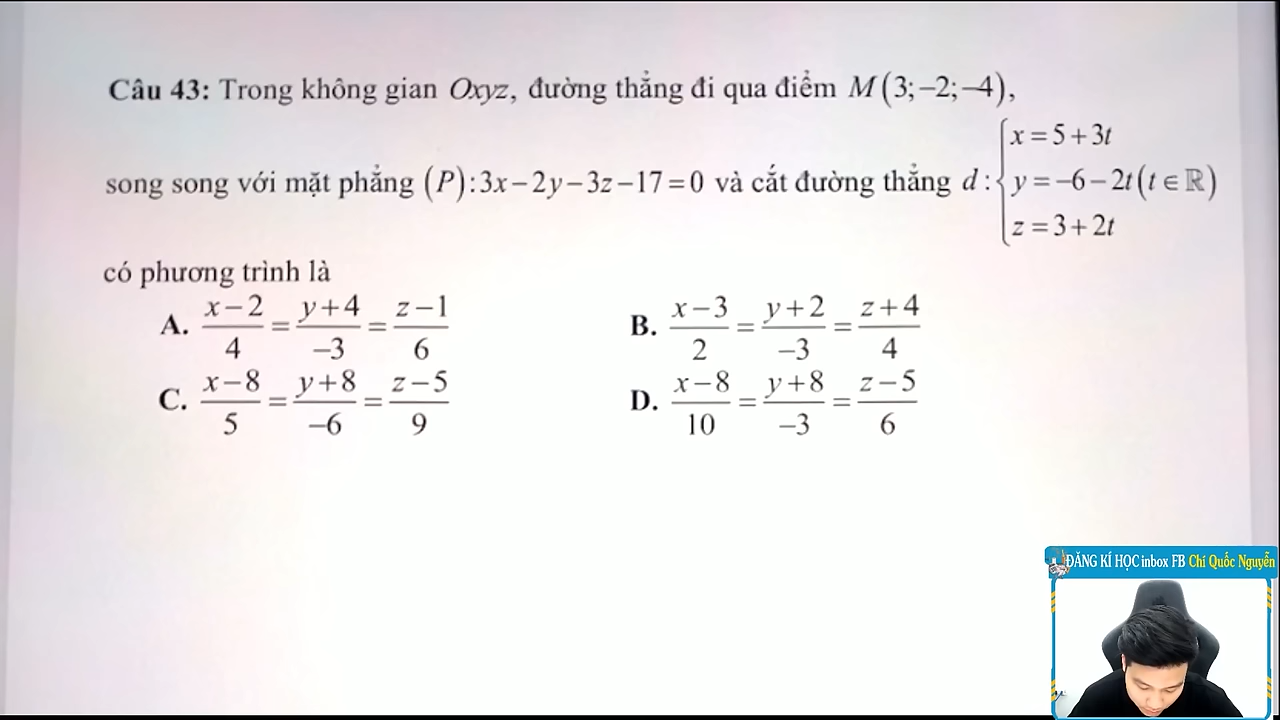 Câu 43: Trong không gian Oxyz, đường thẳng đi qua điểm M(3;−2;−4),
song song với mặt phẳng (P):3x−2y−3z−17=0 và cắt đường thẳng d:{x=5+3t
y=−6−2t(t∈ℝ)
z=3+2t
có phương trình là
A. (x−2)/4=(y+4)/−3=(z−1)/6
B. (x−3)/2=(y+2)/−3=(z+4)/4
C. (x−8)/5=(y+8)/−6=(z−5)/9
D. (x−8)/10=(y+8)/−3=(z−5)/6
ĐĂNG KÍ HỌC inbox FB Chí Quốc Nguyễn